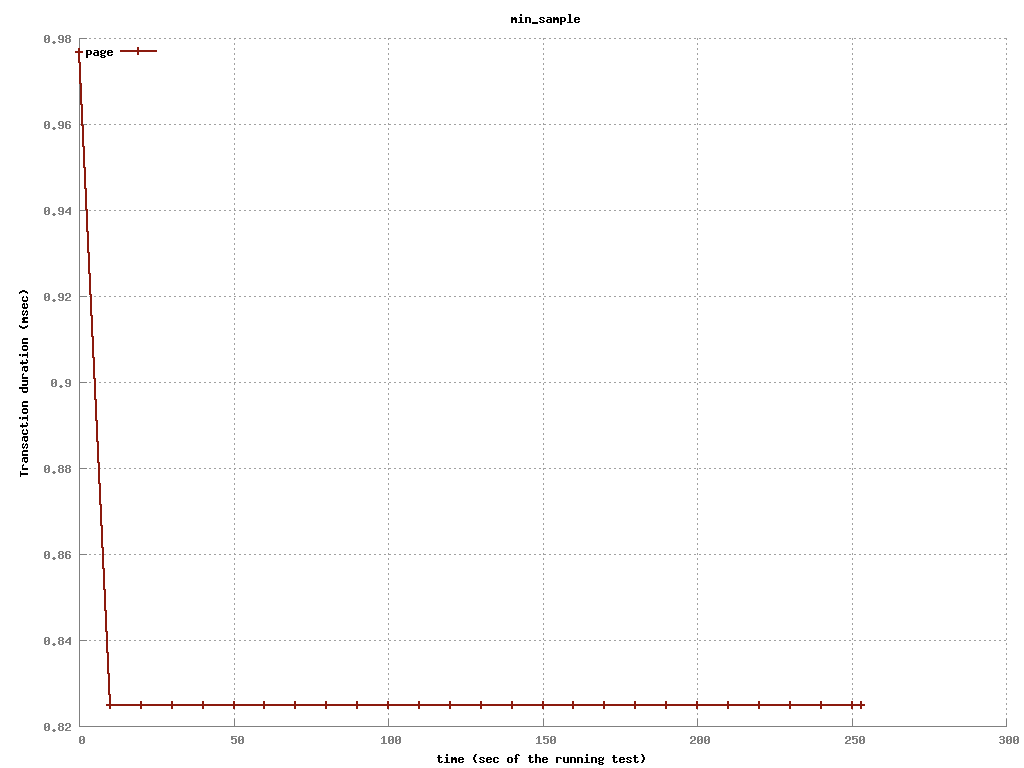 min_sample
0.98
page
0.96
0.94
0.92
0.9
0.88
0.86
0.84
0.82
Transaction duration (msec)
0 50 100 150 200 250 300
time (sec of the running test)